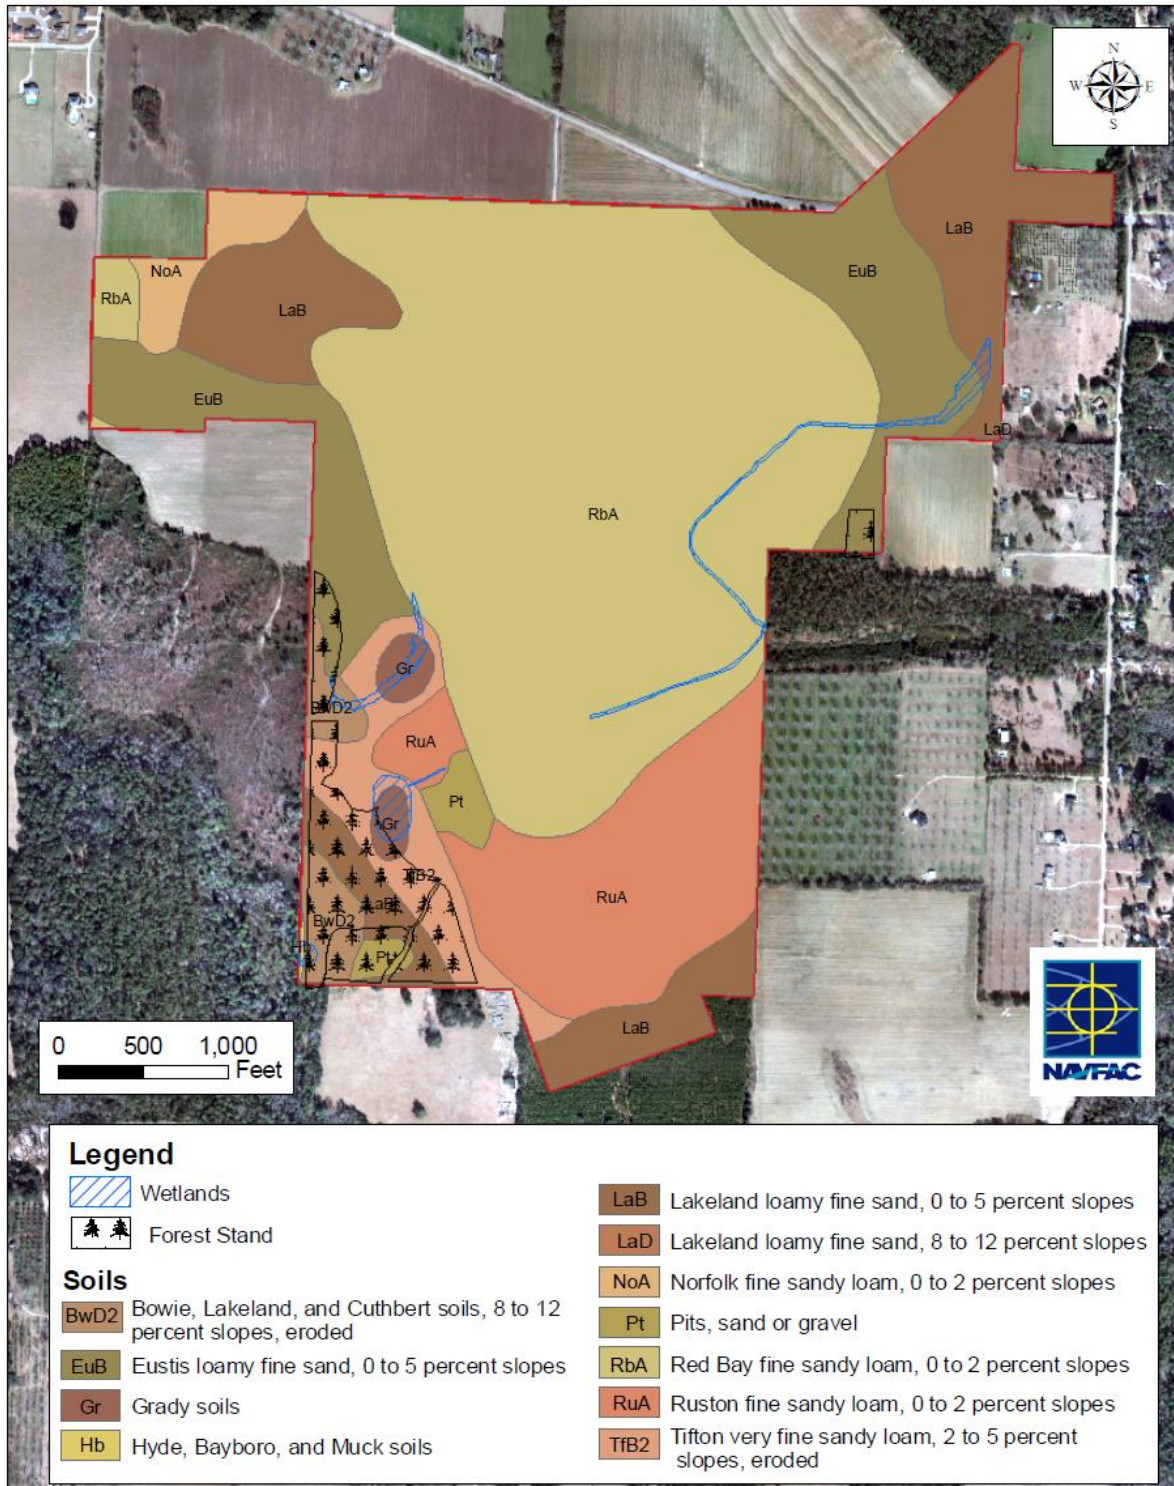 N
W E
S
LaB
NoA
EuB
RbA
LaB
EuB
LaD
RbA
Gr
BwD2
RuA
Pt
Gr
TfB2
RuA
LaB
BwD2
Hb
Pt
LaB
0 500 1,000
Feet
NAVFAC
Legend
Wetlands
Forest Stand
Soils
BwD2 Bowie, Lakeland, and Cuthbert soils, 8 to 12
percent slopes, eroded
EuB Eustis loamy fine sand, 0 to 5 percent slopes
Gr Grady soils
Hb Hyde, Bayboro, and Muck soils
LaB Lakeland loamy fine sand, 0 to 5 percent slopes
LaD Lakeland loamy fine sand, 8 to 12 percent slopes
NoA Norfolk fine sandy loam, 0 to 2 percent slopes
Pt Pits, sand or gravel
RbA Red Bay fine sandy loam, 0 to 2 percent slopes
RuA Ruston fine sandy loam, 0 to 2 percent slopes
TfB2 Tifton very fine sandy loam, 2 to 5 percent
slopes, eroded